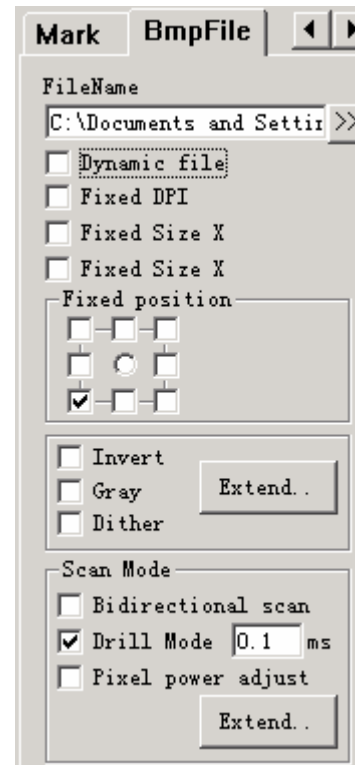 Mark BmpFile
FileName
C:\Documents and Settir >>
Dynamic file
Fixed DPI
Fixed Size X
Fixed Size X
Fixed position
Invert
Gray
Extend..
Dither
Scan Mode
Bidirectional scan
Drill Mode 0.1 ms
Pixel power adjust
Extend..